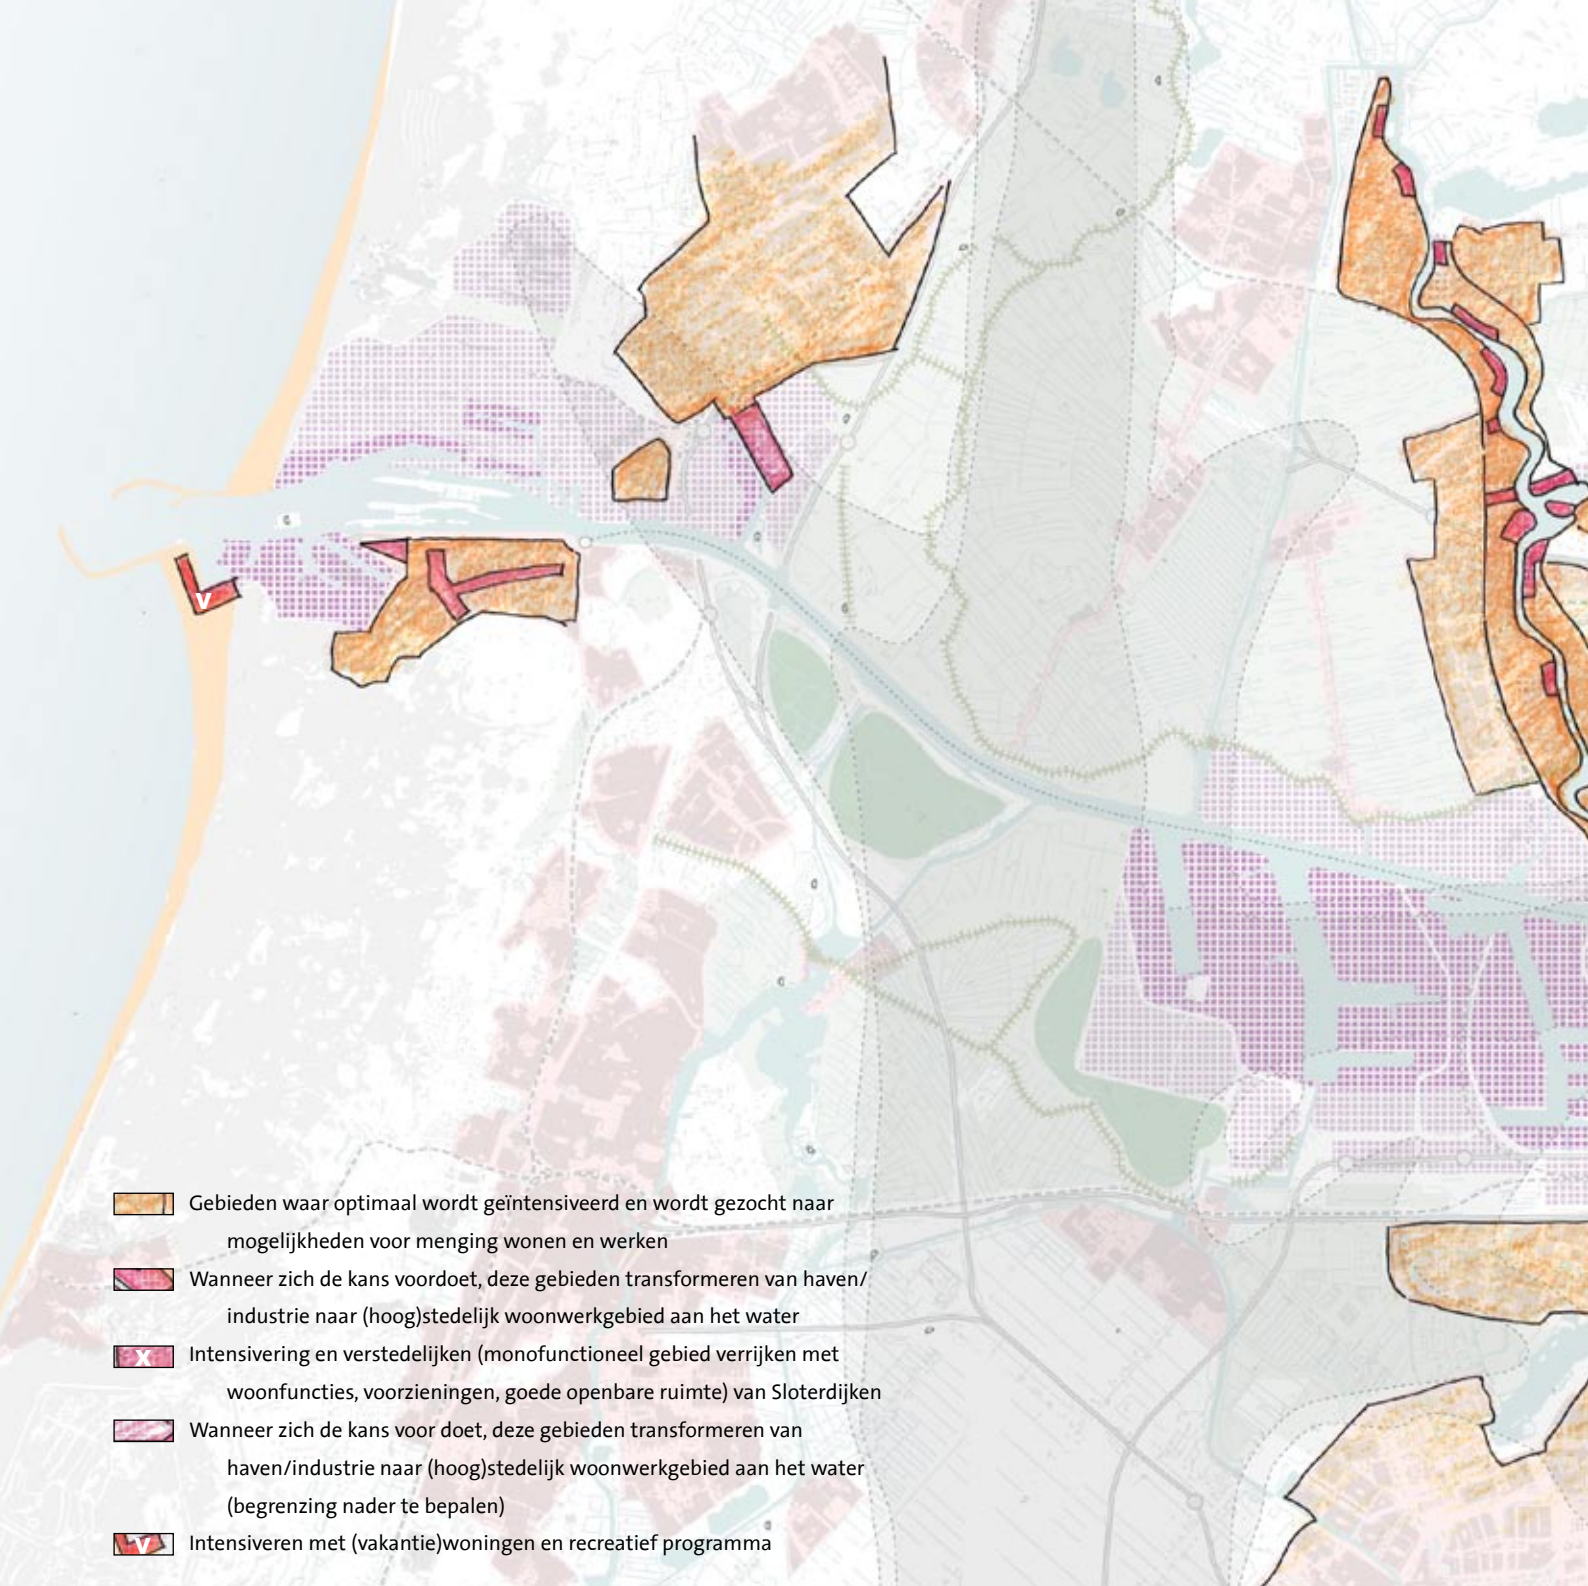 V
Gebieden waar optimaal wordt geïntensiveerd en wordt gezocht naar
mogelijkheden voor menging wonen en werken
Wanneer zich de kans voordoet, deze gebieden transformeren van haven/
industrie naar (hoog)stedelijk woonwerkgebied aan het water
X Intensivering en verstedelijken (monofunctioneel gebied verrijken met
woonfuncties, voorzieningen, goede openbare ruimte) van Sloterdijken
Wanneer zich de kans voor doet, deze gebieden transformeren van
haven/industrie naar (hoog)stedelijk woonwerkgebied aan het water
(begrenzing nader te bepalen)
V Intensiveren met (vakantie)woningen en recreatief programma